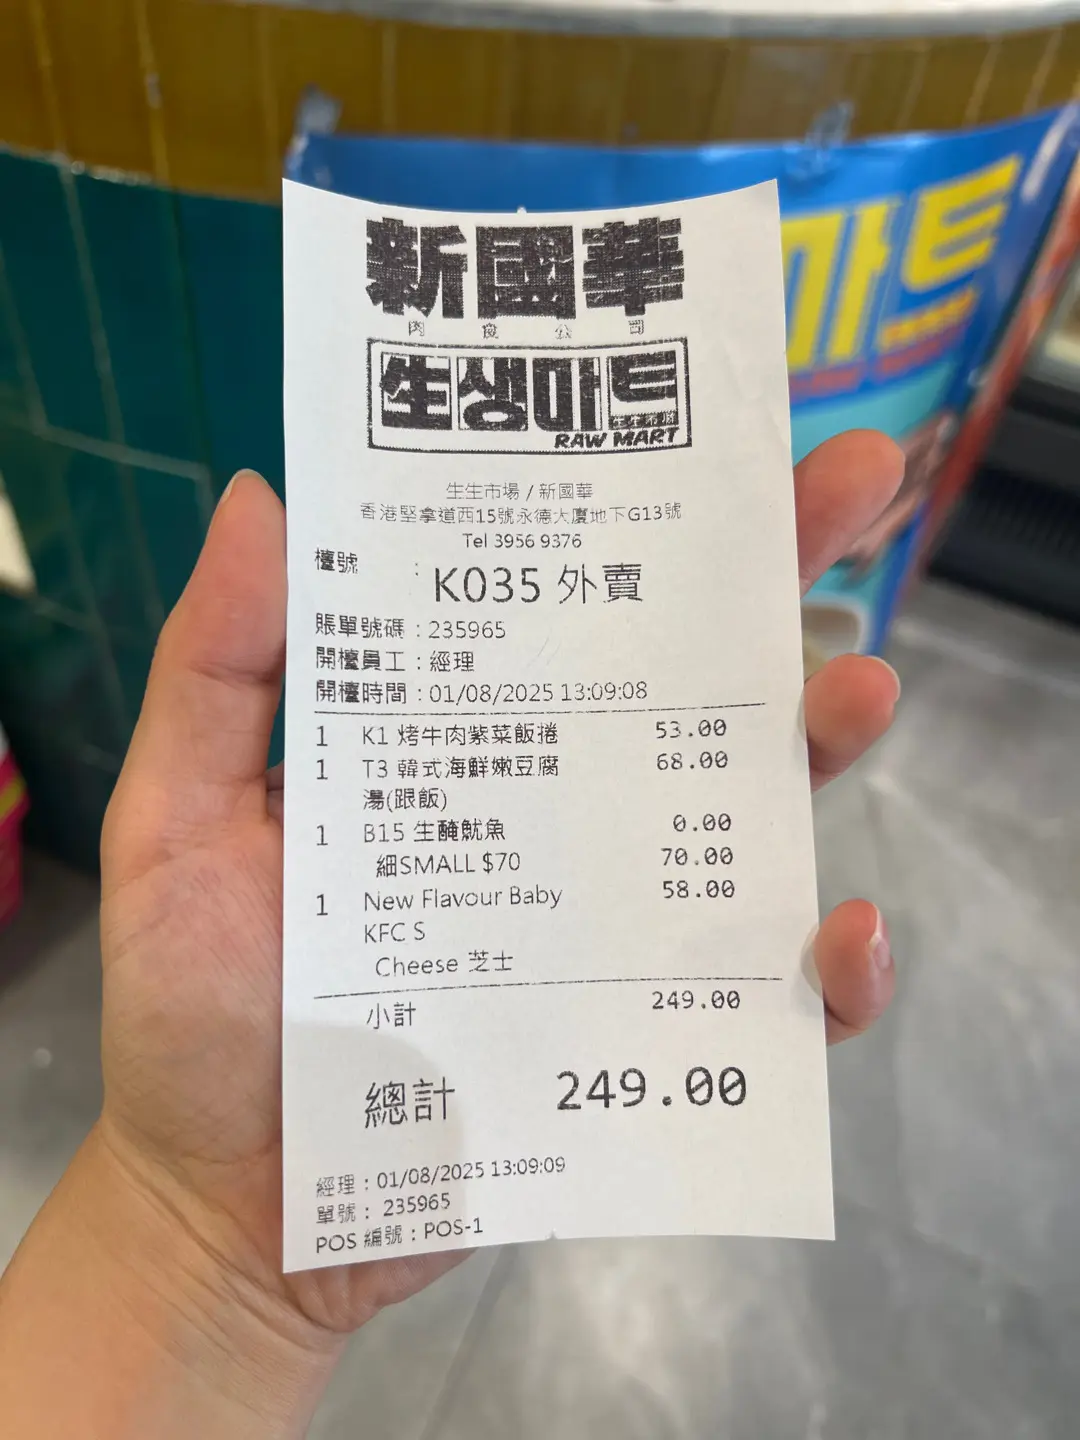 마트
新國華
肉食公司
生생마트
生生市場
RAW MART
生生市場 / 新國華
香港堅拿道西15號永德大廈地下G13號
Tel 3956 9376
檯號 : K035 外賣
賬單號碼 : 235965
開檯員工 : 經理
開檯時間 : 01/08/2025 13:09:08
1 K1 烤牛肉紫菜飯捲 53.00
1 T3 韓式海鮮嫩豆腐 68.00
湯(跟飯)
1 B15 生醃魷魚 0.00
細SMALL $70 70.00
1 New Flavour Baby 58.00
KFC S
Cheese 芝士
小計 249.00
總計 249.00
經理 : 01/08/2025 13:09:09
單號 : 235965
POS 編號 : POS-1